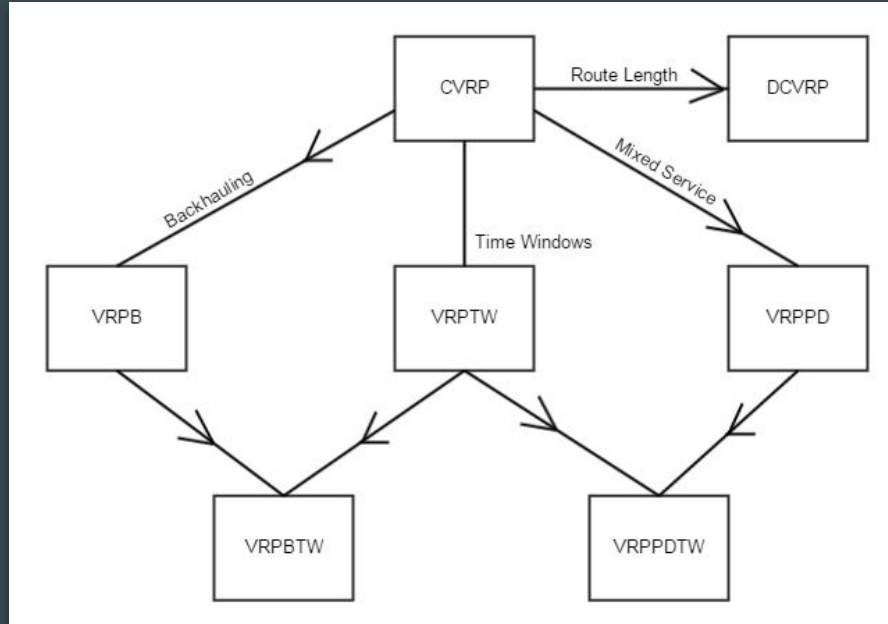 CVRP
Route Length
DCVRP
Backhauling
Mixed Service
Time Windows
VRPB
VRPTW
VRPPD
VRPBTW
VRPPDTW